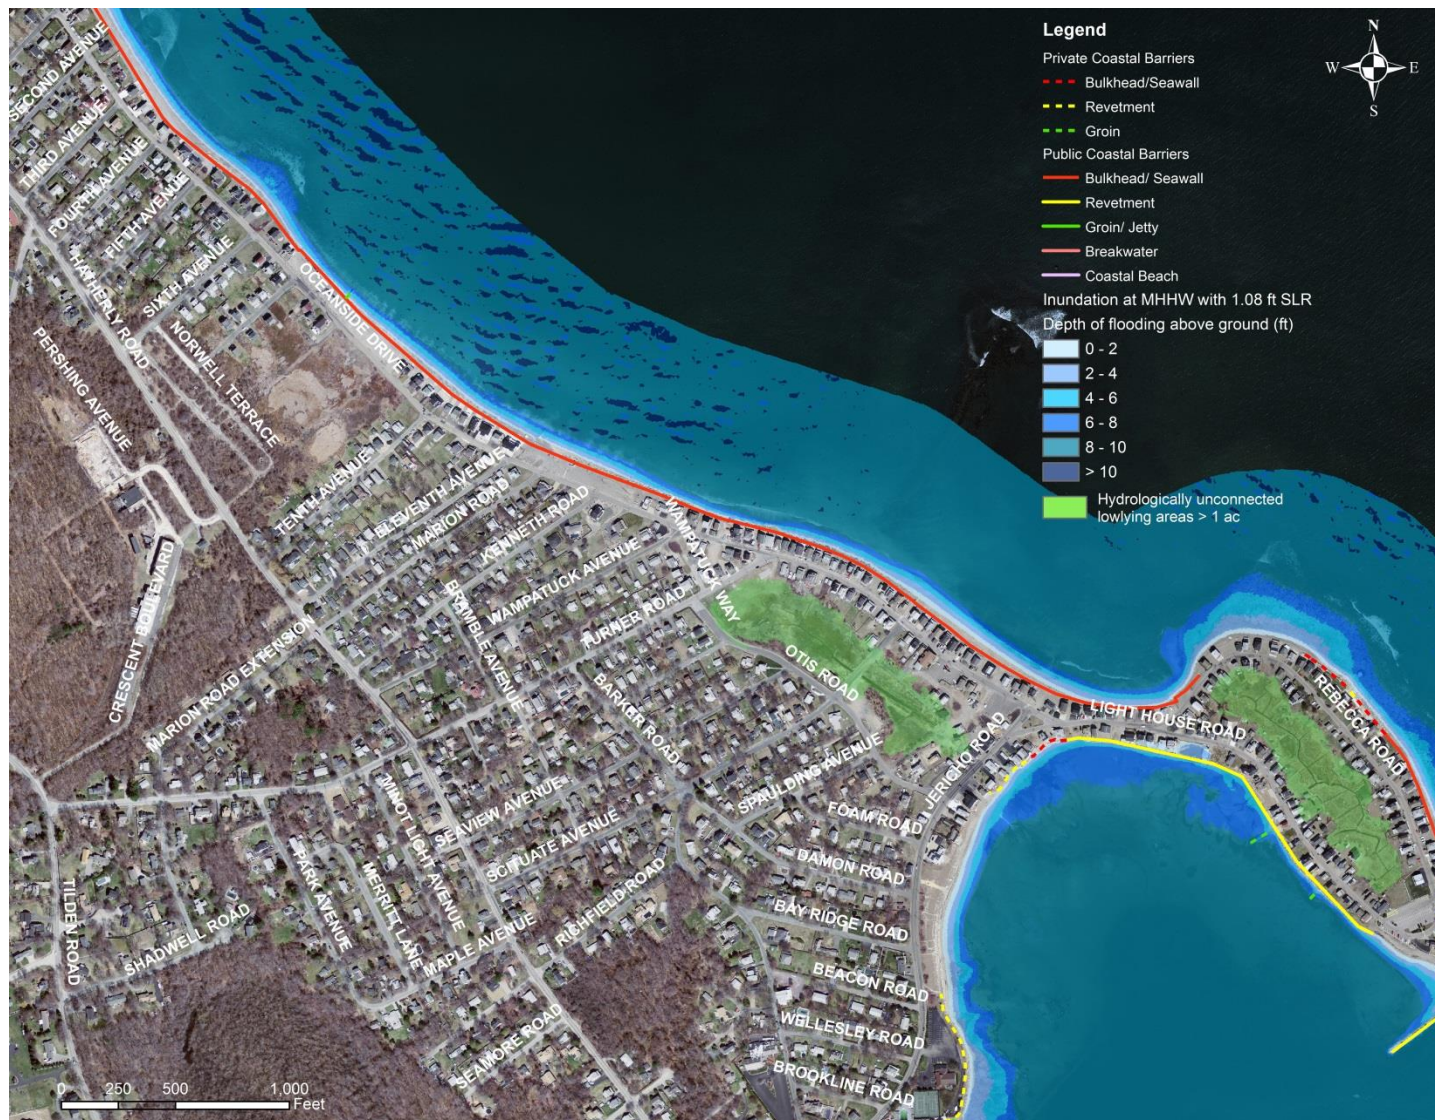 Legend
Private Coastal Barriers
Bulkhead/Seawall
Revetment
Groin
Public Coastal Barriers
Bulkhead/ Seawall
Revetment
Groin/ Jetty
Breakwater
Coastal Beach
Inundation at MHHW with 1.08 ft SLR
Depth of flooding above ground (ft)
0 - 2
2 - 4
4 - 6
6 - 8
8 - 10
> 10
Hydrologically unconnected
lowlying areas > 1 ac
N
W
E
S
SECOND AVENUE
THIRD AVENUE
FOURTH AVENUE
FIFTH AVENUE
SIXTH AVENUE
HATHERLY ROAD
NORWELL TERRACE
PERSHING AVENUE
OCEANSIDE DRIVE
TENTH AVENUE
ELEVENTH AVENUE
MARION ROAD
KENNETH ROAD
WAMPATUCK WAY
WAMPATUCK AVENUE
TURNER ROAD
BRAMBLE AVENUE
CRESCENT BOULEVARD
MARION ROAD EXTENSION
OTIS ROAD
BARKER ROAD
LIGHT HOUSE ROAD
REBECCA ROAD
JERICHO ROAD
SPAULDING AVENUE
FOAM ROAD
MINOT LIGHT AVENUE
SEAVIEW AVENUE
SCITUATE AVENUE
DAMON ROAD
RICHFIELD ROAD
PARK AVENUE
MERRITT LANE
MAPLE AVENUE
BAY RIDGE ROAD
TILDEN ROAD
SHADWELL ROAD
BEACON ROAD
WELLESLEY ROAD
SEAMORE ROAD
BROOKLINE ROAD
0 250 500 1,000
Feet